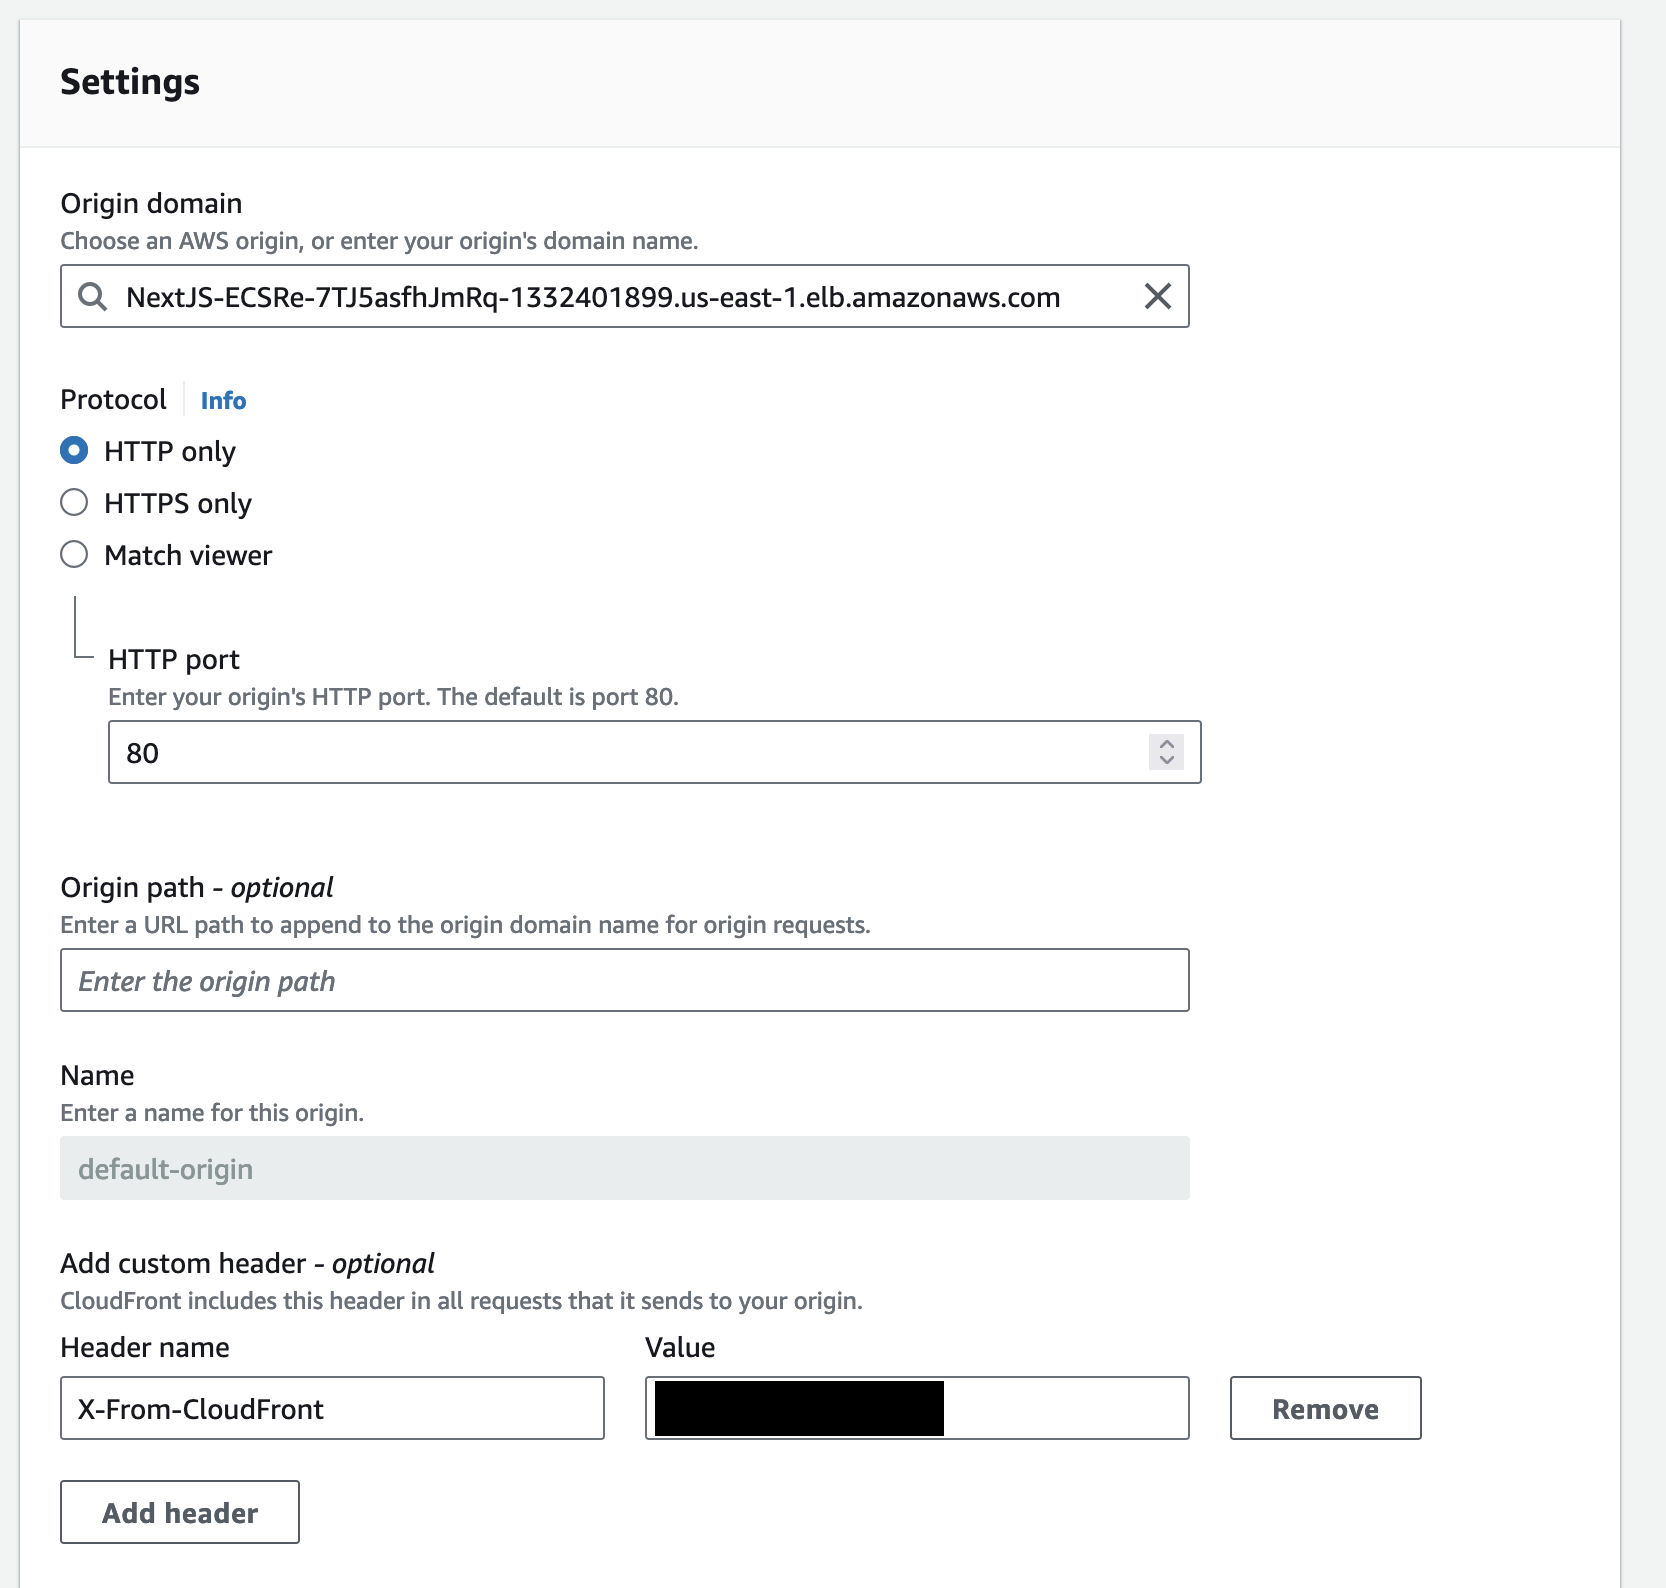 Settings
Origin domain
Choose an AWS origin, or enter your origin's domain name.
NextJS-ECSRe-7TJ5asfhJmRq-1332401899.us-east-1.elb.amazonaws.com
Protocol Info
HTTP only
HTTPS only
Match viewer
HTTP port
Enter your origin's HTTP port. The default is port 80.
80
Origin path - optional
Enter a URL path to append to the origin domain name for origin requests.
Enter the origin path
Name
Enter a name for this origin.
default-origin
Add custom header - optional
CloudFront includes this header in all requests that it sends to your origin.
Header name Value
X-From-CloudFront Remove
Add header